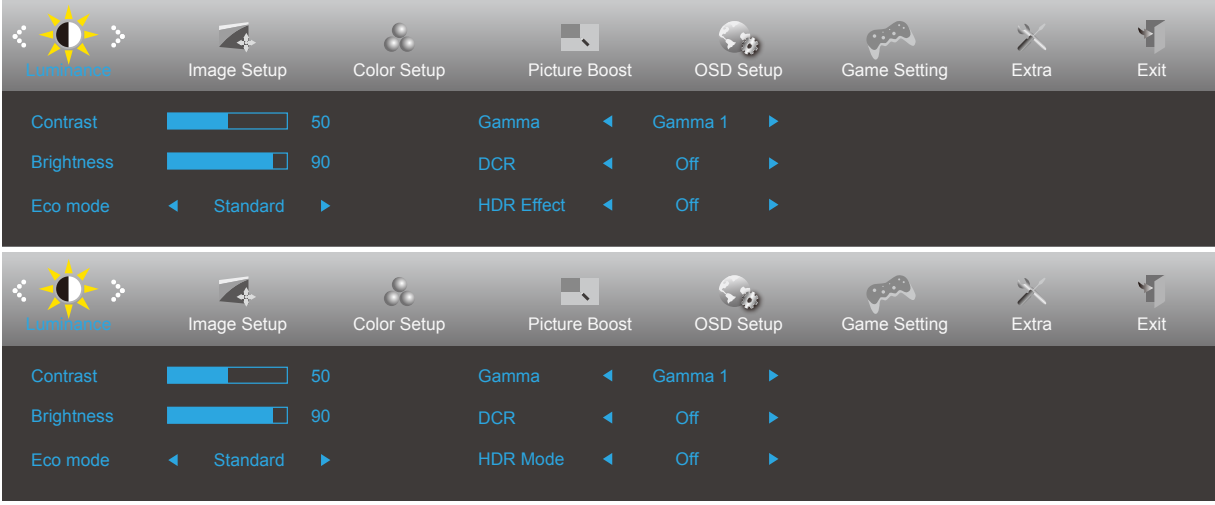 Luminance Image Setup Color Setup Picture Boost OSD Setup Game Setting Extra Exit
Contrast 50 Gamma Gamma 1
Brightness 90 DCR Off
Eco mode Standard HDR Effect Off
Luminance Image Setup Color Setup Picture Boost OSD Setup Game Setting Extra Exit
Contrast 50 Gamma Gamma 1
Brightness 90 DCR Off
Eco mode Standard HDR Mode Off